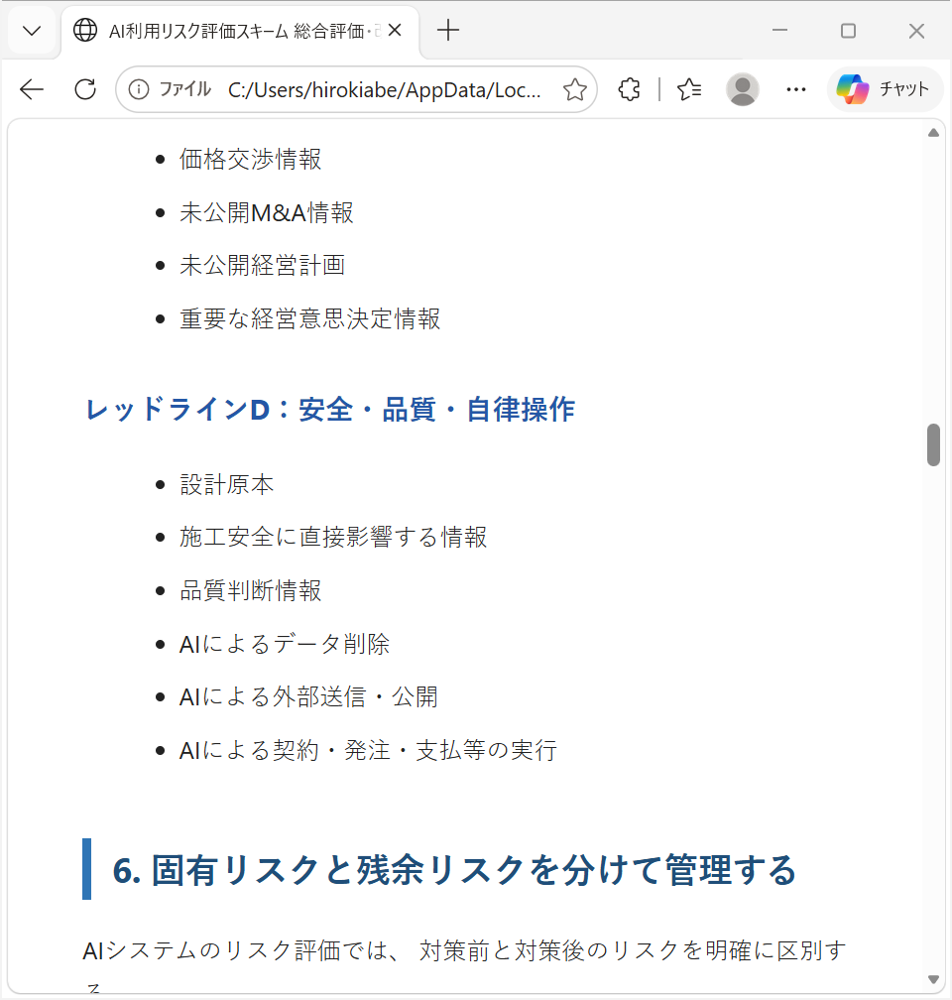 AI利用リスク評価スキーム 総合評価・
ファイル C:/Users/hirokiabe/AppData/Loc...
チャット
• 価格交渉情報
• 未公開M&A情報
• 未公開経営計画
• 重要な経営意思決定情報
レッドラインD：安全・品質・自律操作
• 設計原本
• 施工安全に直接影響する情報
• 品質判断情報
• AIによるデータ削除
• AIによる外部送信・公開
• AIによる契約・発注・支払等の実行
6. 固有リスクと残余リスクを分けて管理する
AIシステムのリスク評価では、 対策前と対策後のリスクを明確に区別す